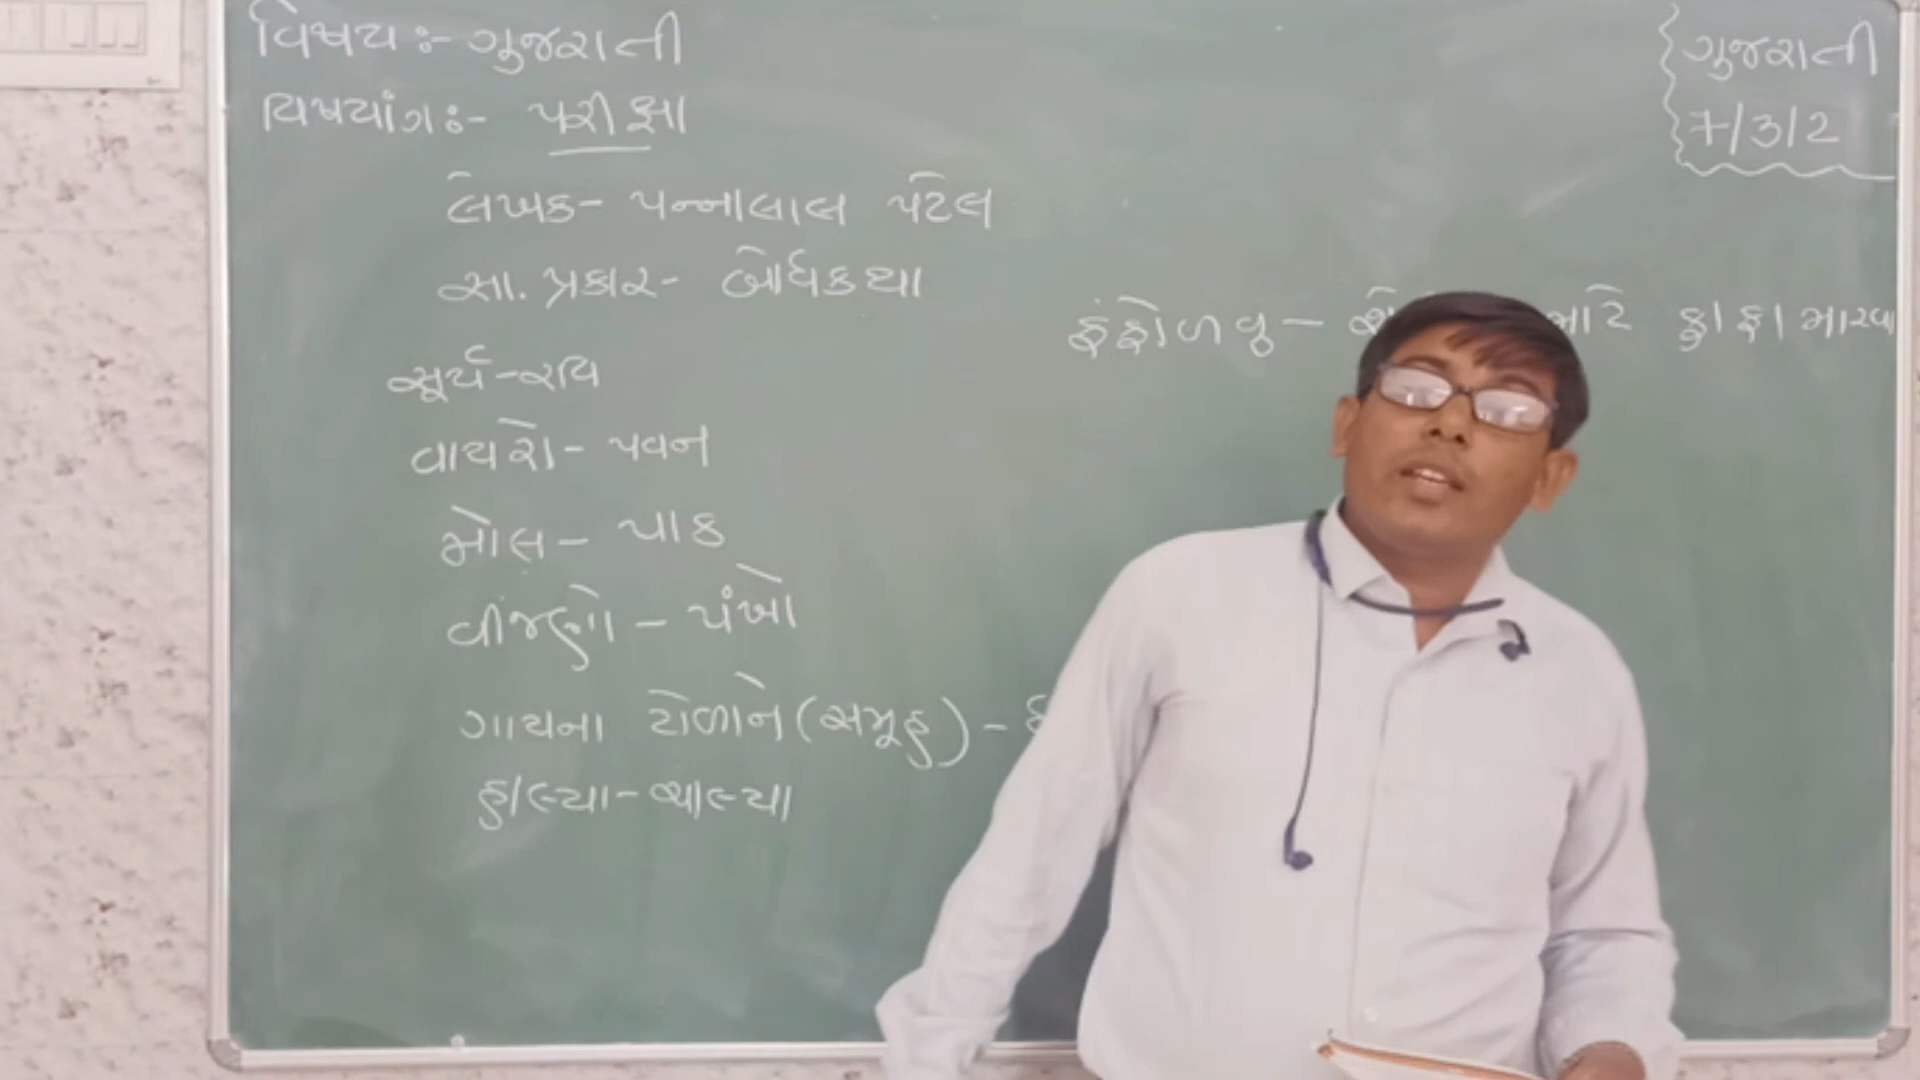 વિષય :- ગુજરાતી
વિષયાંગ :- પરીક્ષા
લેખક - પન્નાલાલ પટેલ
સા. પ્રકાર - બોધકથા
સૂર્ય - રવિ
વાયરો - પવન
મોલ - પાક
વીંજણો - પંખો
ગાયના ટોળાને (સમૂહ) -
હાલ્યા - ચાલ્યા
ગુજરાતી
7/3/2
ફંફોળવુ - માટે ફાફા મારવા